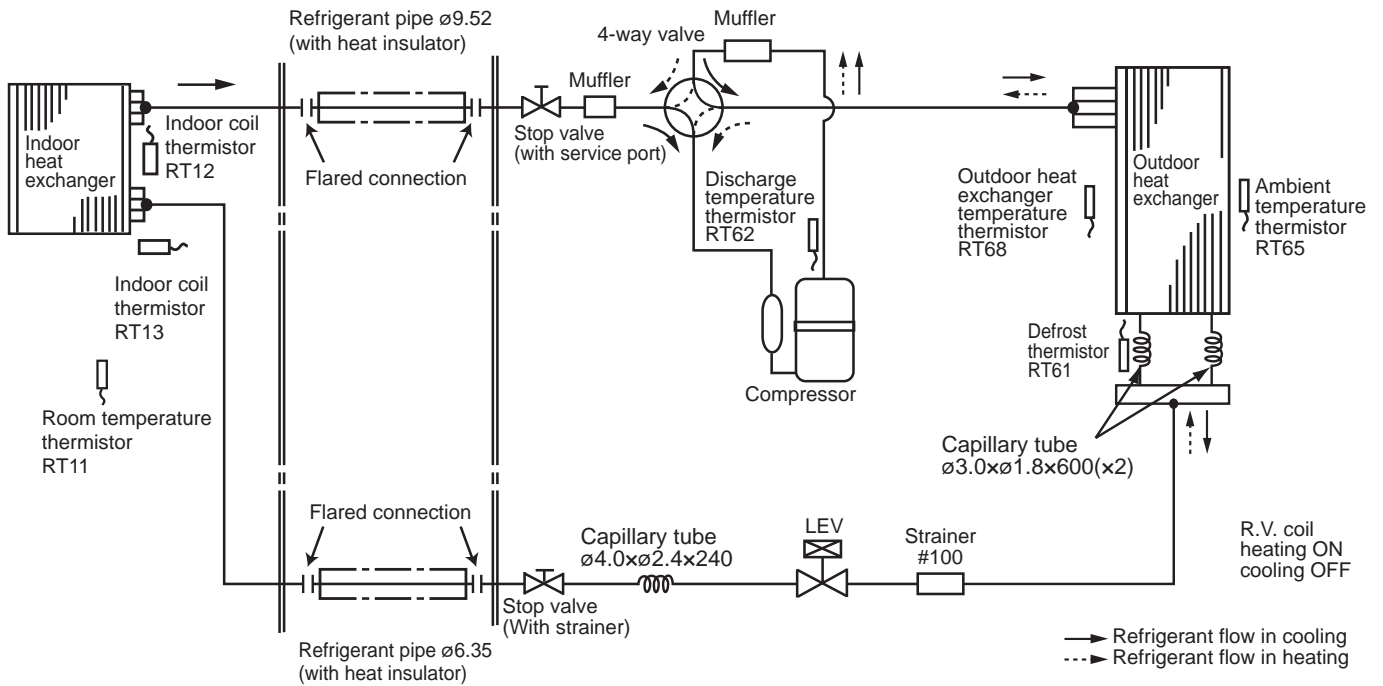 Refrigerant pipe ø9.52
(with heat insulator)
Muffler
4-way valve
Muffler
Stop valve
(with service port)
Indoor
heat
exchanger
Indoor coil
thermistor
RT12
Flared connection
Discharge
temperature
thermistor
RT62
Outdoor heat
exchanger
temperature
thermistor
RT68
Outdoor
heat
exchanger
Ambient
temperature
thermistor
RT65
Indoor coil
thermistor
RT13
Defrost
thermistor
RT61
Compressor
Room temperature
thermistor
RT11
Capillary tube
ø3.0×ø1.8×600(×2)
Flared connection
Capillary tube
ø4.0×ø2.4×240
LEV
Strainer
#100
R.V. coil
heating ON
cooling OFF
Stop valve
(With strainer)
Refrigerant pipe ø6.35
(with heat insulator)
Refrigerant flow in cooling
Refrigerant flow in heating